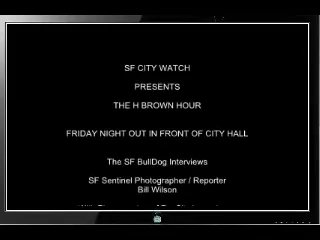 SF CITY WATCH
PRESENTS
THE H BROWN HOUR
FRIDAY NIGHT OUT IN FRONT OF CITY HALL
The SF BullDog Interviews
SF Sentinel Photographer / Reporter
Bill Wilson